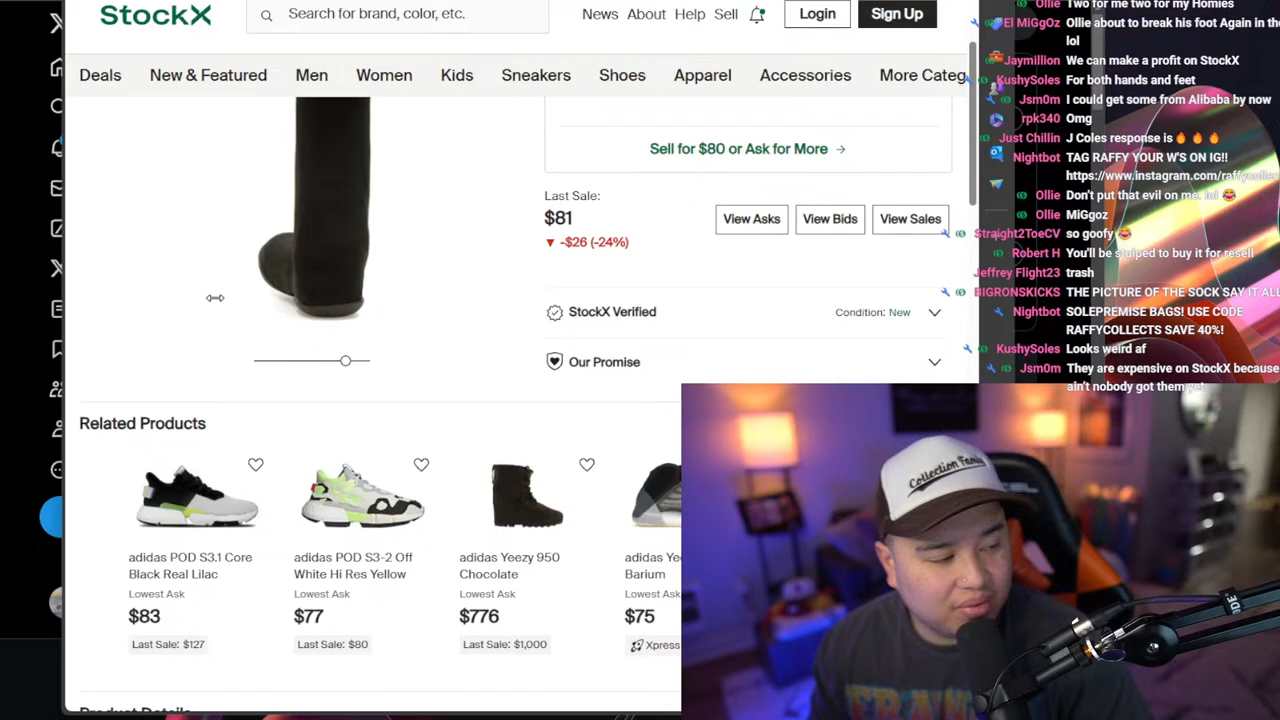 StockX
Search for brand, color, etc.
News About Help Sell
Login
Sign Up
Deals New & Featured Men Women Kids Sneakers Shoes Apparel Accessories More Categ
Sell for $80 or Ask for More →
Last Sale:
$81
▼ -$26 (-24%)
View Asks
View Bids
View Sales
StockX Verified
Condition: New
Our Promise
Related Products
adidas POD S3.1 Core
Black Real Lilac
Lowest Ask
$83
Last Sale: $127
adidas POD S3-2 Off
White Hi Res Yellow
Lowest Ask
$77
Last Sale: $80
adidas Yeezy 950
Chocolate
Lowest Ask
$776
Last Sale: $1,000
adidas Ye
Barium
Lowest Ask
$75
Xpress
Ollie Two for me two for my Homies
El MiGgOz Ollie about to break his foot Again in the
lol
Jaymillion We can make a profit on StockX
KushySoles For both hands and feet
Jsm0m I could get some from Alibaba by now
rpk340 Omg
Just Chillin J Coles response is 🔥🔥🔥
Nightbot TAG RAFFY YOUR W'S ON IG!!
https://www.instagram.com/raffycollec
Ollie Don't put that evil on me. lol 😂
Ollie MiGgoz
Straight2ToeCV so goofy 😂
Robert H You'll be stulped to buy it for resell
Jeffrey Flight23 trash
BIGRONSKICKS THE PICTURE OF THE SOCK SAY IT ALL
Nightbot SOLEPREMISE BAGS! USE CODE
RAFFYCOLLECTS SAVE 40%!
KushySoles Looks weird af
Jsm0m They are expensive on StockX because
ain't nobody got them yet
Collection Family